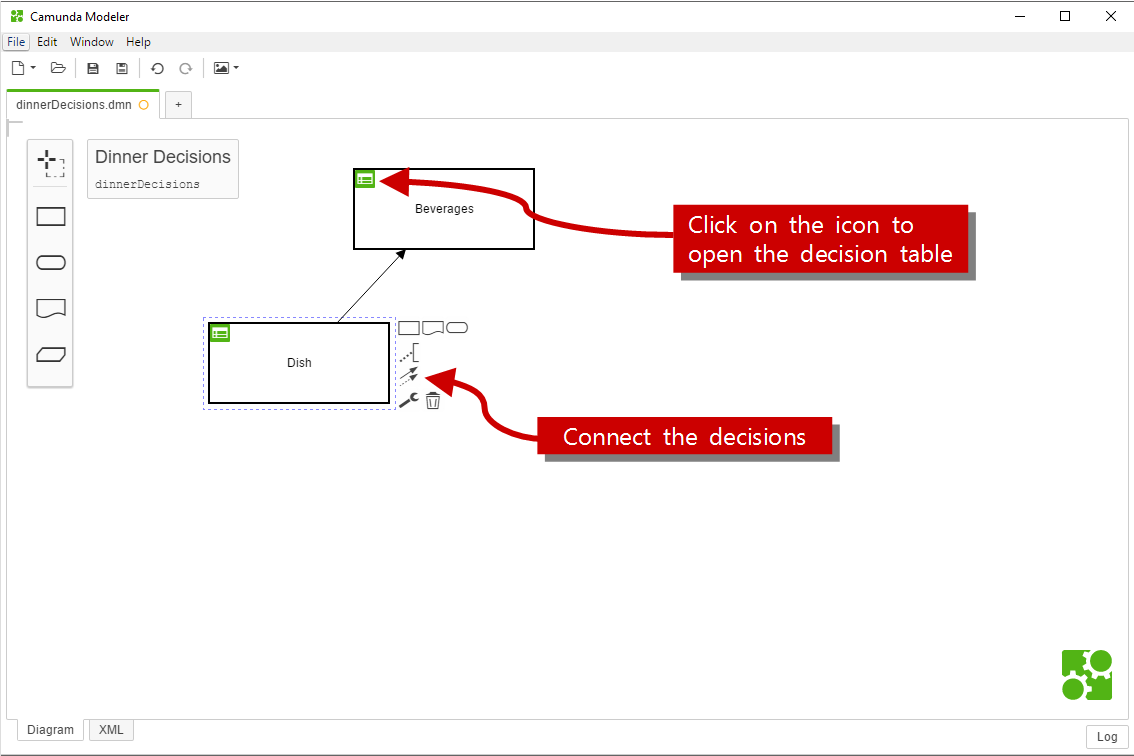 Camunda Modeler
File Edit Window Help
dinnerDecisions.dmn +
Dinner Decisions
dinnerDecisions
Beverages
Click on the icon to
open the decision table
Dish
Connect the decisions
Diagram XML
Log